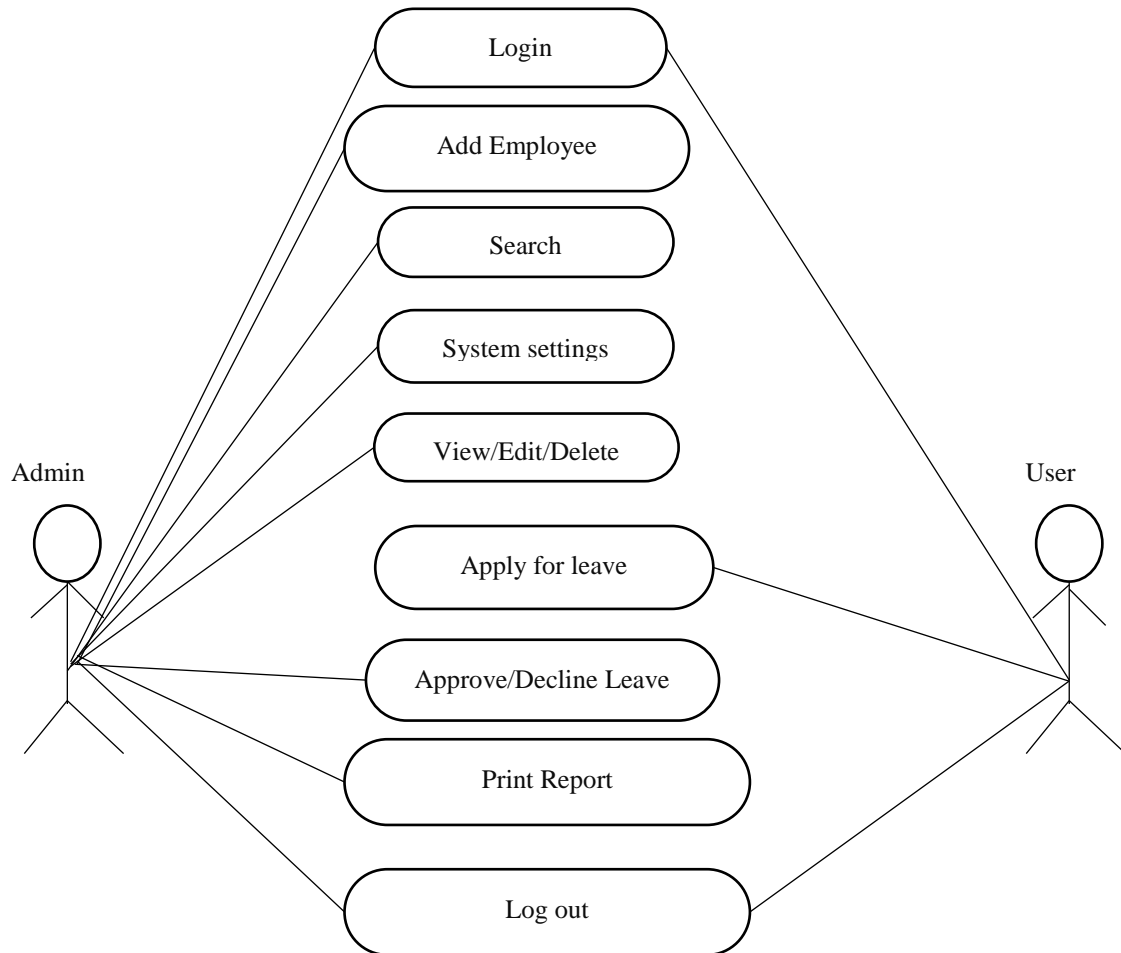 Login
Add Employee
Search
System settings
View/Edit/Delete
Admin
User
Apply for leave
Approve/Decline Leave
Print Report
Log out